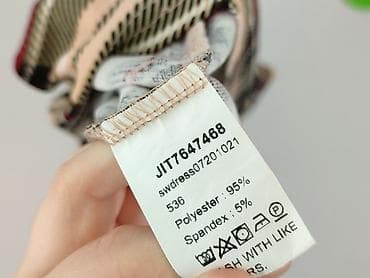 JIT7647468
swdress07201021
536
Polyester : 95%
Spandex : 5%
SH WITH LIKE
RS.